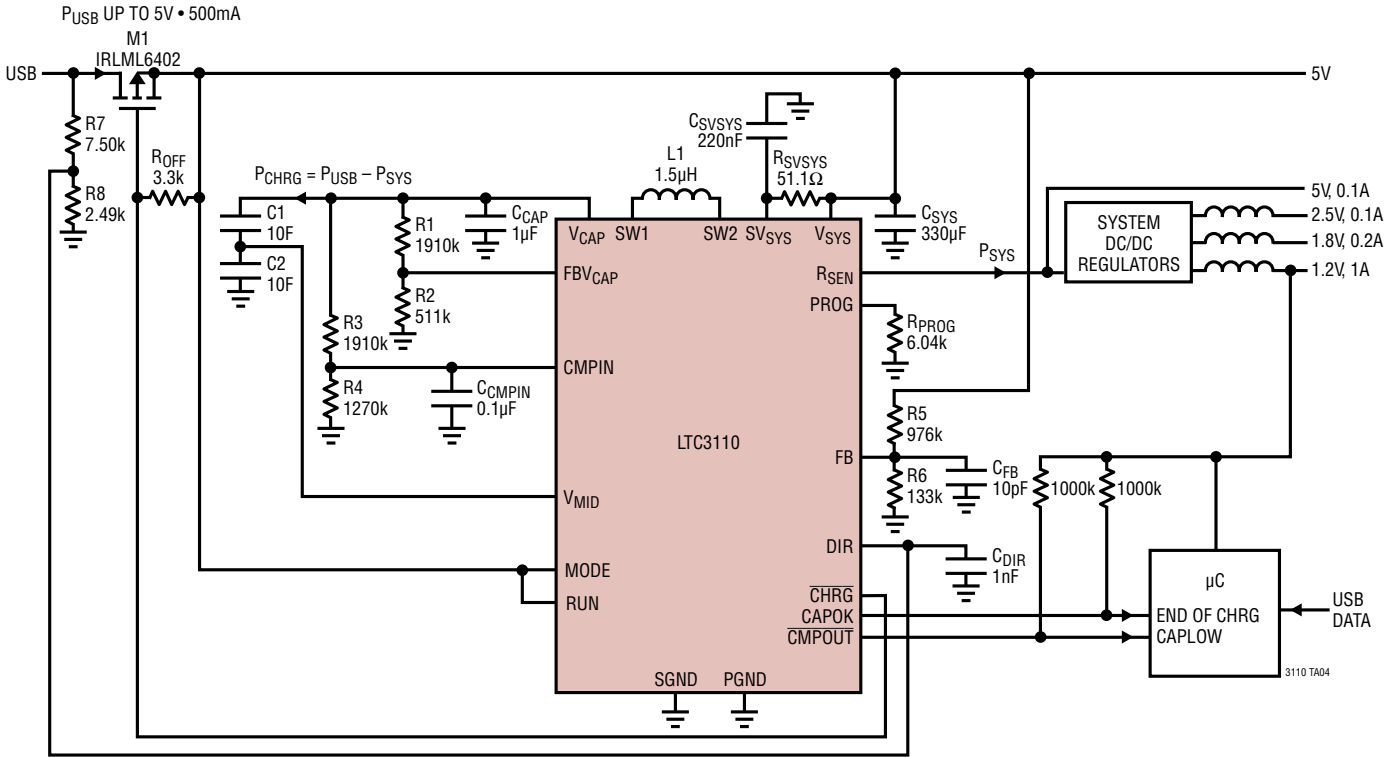 PUSB UP TO 5V • 500mA
M1
IRLML6402
USB
5V
R7
7.50k
R8
2.49k
ROFF
3.3k
PCHRG = PUSB – PSYS
C1
10F
C2
10F
R1
1910k
CCAP
1µF
R2
511k
R3
1910k
R4
1270k
CCMPIN
0.1µF
L1
1.5µH
CSVSYS
220nF
RSVSYS
51.1Ω
CSYS
330µF
VCAP
SW1
SW2
SVSYS
VSYS
FBVCAP
CMPIN
VMID
MODE
RUN
LTC3110
RSEN
PROG
FB
DIR
CHRG
CAPOK
CMPOUT
SGND
PGND
PSYS
RPROG
6.04k
R5
976k
R6
133k
CFB
10pF
CDIR
1nF
1000k
1000k
SYSTEM
DC/DC
REGULATORS
5V, 0.1A
2.5V, 0.1A
1.8V, 0.2A
1.2V, 1A
µC
END OF CHRG
CAPLOW
USB
DATA
3110 TA04